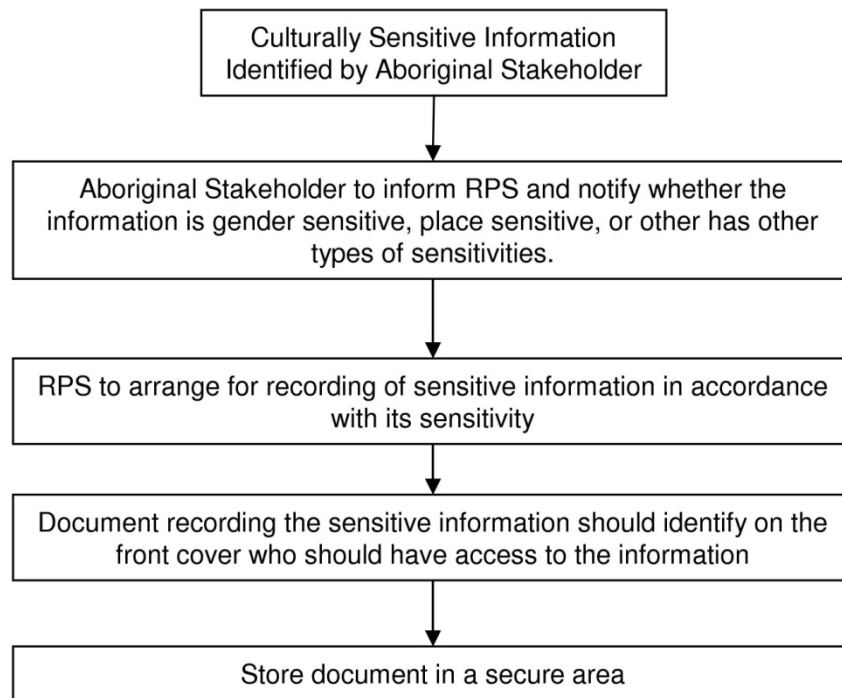 Culturally Sensitive Information
Identified by Aboriginal Stakeholder
Aboriginal Stakeholder to inform RPS and notify whether the
information is gender sensitive, place sensitive, or other has other
types of sensitivities.
RPS to arrange for recording of sensitive information in accordance
with its sensitivity
Document recording the sensitive information should identify on the
front cover who should have access to the information
Store document in a secure area